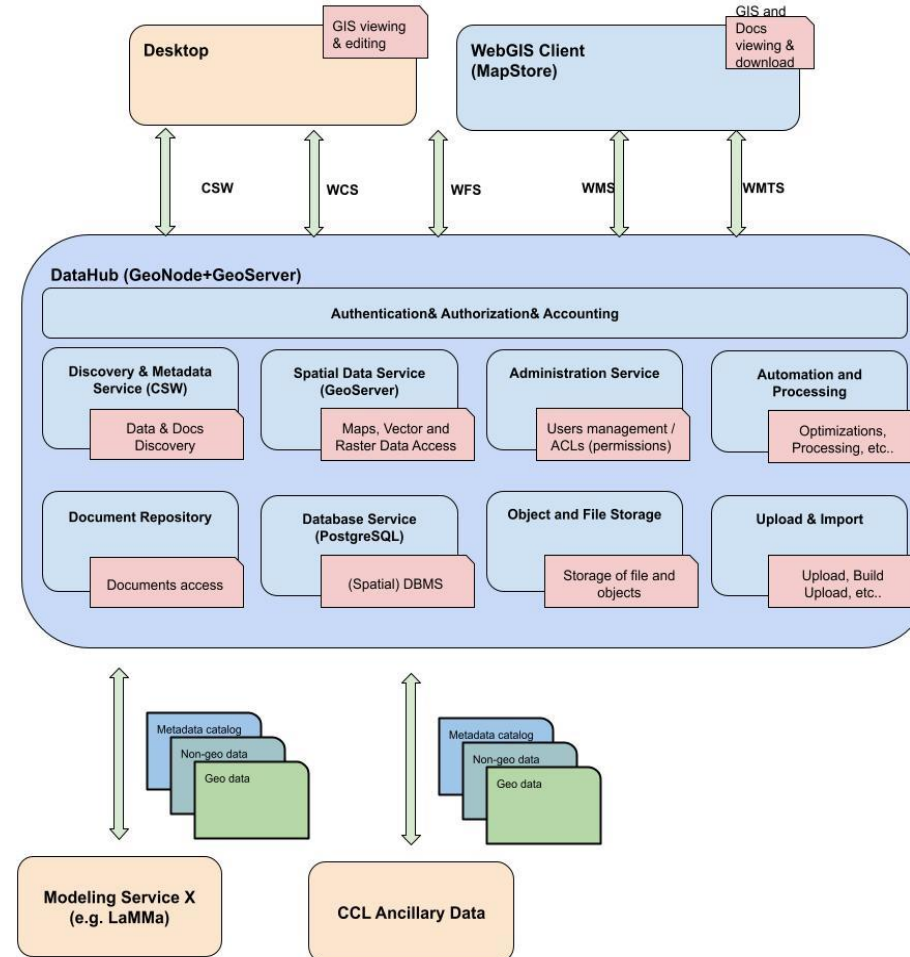 Desktop
GIS viewing
& editing
WebGIS Client
(MapStore)
GIS and
Docs
viewing &
download
CSW
WCS
WFS
WMS
WMTS
DataHub (GeoNode+GeoServer)
Authentication& Authorization& Accounting
Discovery & Metadata
Service (CSW)
Data & Docs
Discovery
Spatial Data Service
(GeoServer)
Maps, Vector and
Raster Data Access
Administration Service
Users management /
ACLs (permissions)
Automation and
Processing
Optimizations,
Processing, etc..
Document Repository
Documents access
Database Service
(PostgreSQL)
(Spatial) DBMS
Object and File Storage
Storage of file and
objects
Upload & Import
Upload, Build
Upload, etc..
Metadata catalog
Non-geo data
Geo data
Metadata catalog
Non-geo data
Geo data
Modeling Service X
(e.g. LaMMa)
CCL Ancillary Data